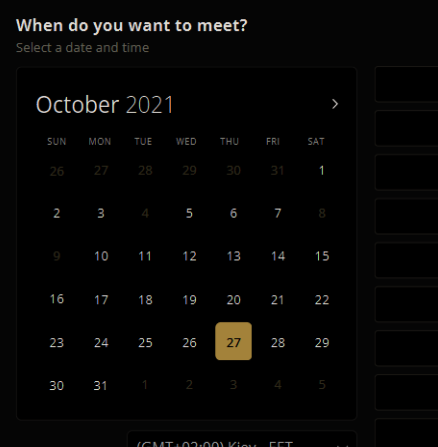 When do you want to meet?
Select a date and time
October 2021
SUN MON TUE WED THU FRI SAT
26 27 28 29 30 31 1
2 3 4 5 6 7 8
9 10 11 12 13 14 15
16 17 18 19 20 21 22
23 24 25 26 27 28 29
30 31 1 2 3 4 5
(GMT+02:00) Kiev - EET